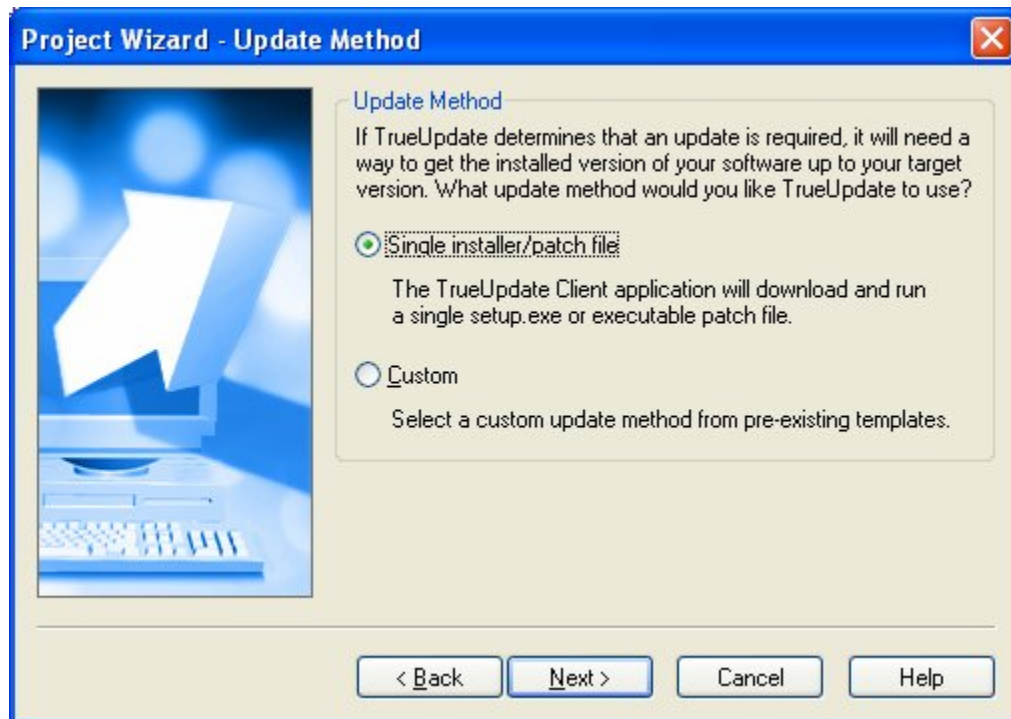 Project Wizard - Update Method
Update Method
If TrueUpdate determines that an update is required, it will need a
way to get the installed version of your software up to your target
version. What update method would you like TrueUpdate to use?
Single installer/patch file
The TrueUpdate Client application will download and run
a single setup.exe or executable patch file.
Custom
Select a custom update method from pre-existing templates.
< Back Next > Cancel Help